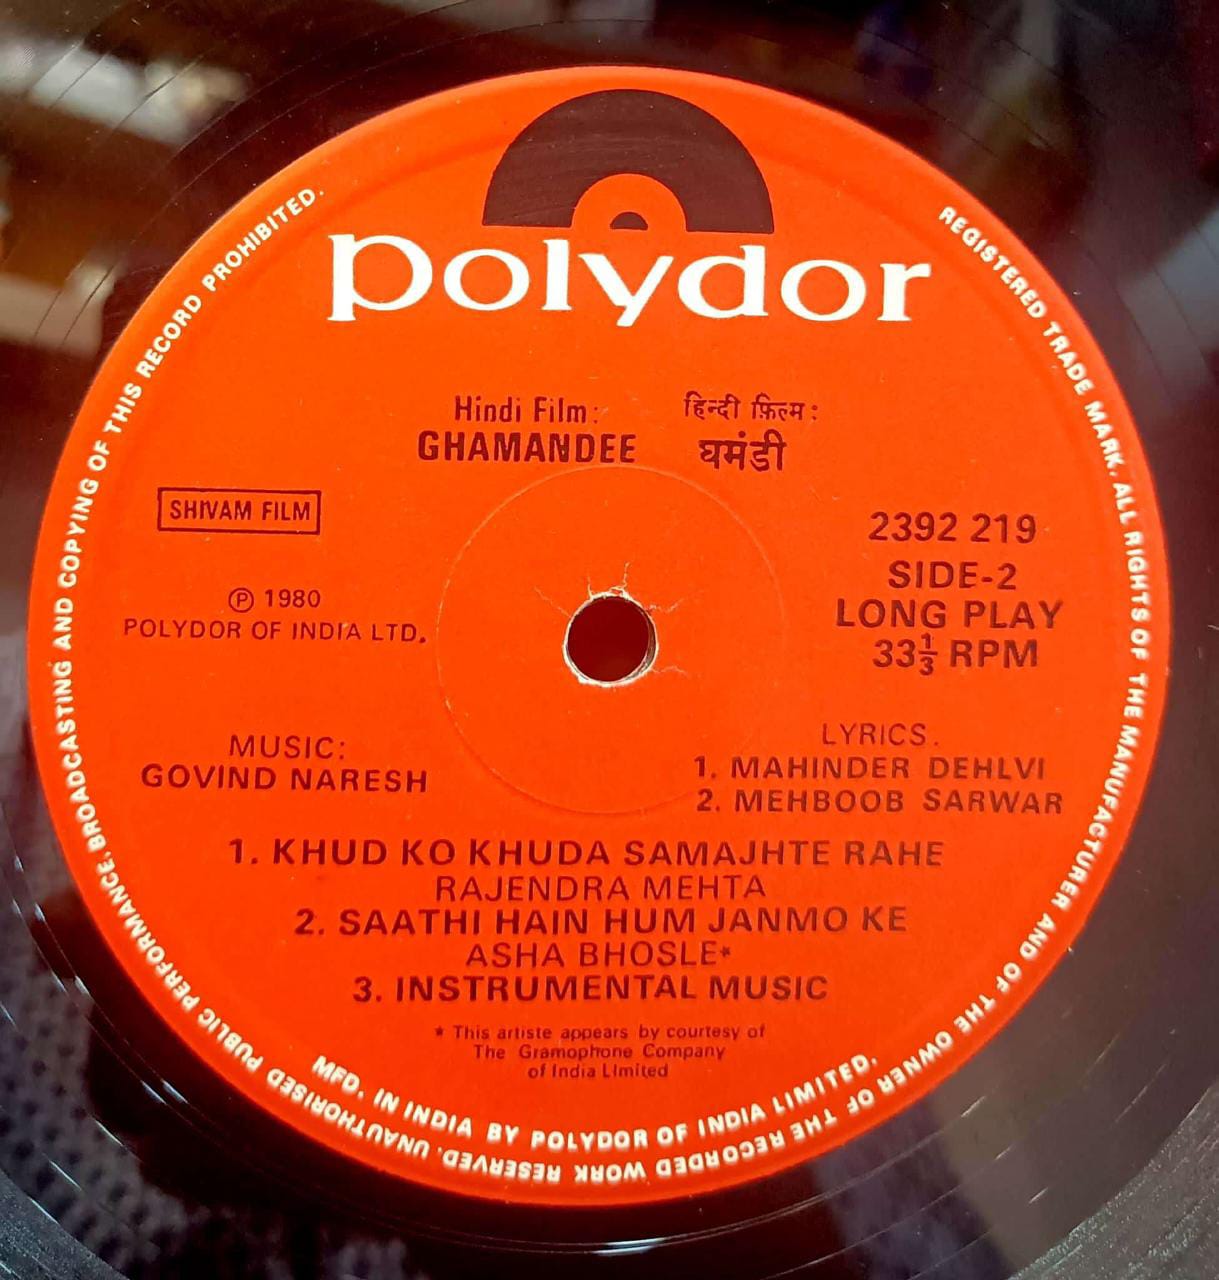 polydor
Hindi Film:
GHAMANDEE
हिन्दी फ़िल्म:
घमंडी
SHIVAM FILM
Ⓟ 1980
POLYDOR OF INDIA LTD.
2392 219
SIDE-2
LONG PLAY
33⅓ RPM
MUSIC:
GOVIND NARESH
LYRICS.
1. MAHINDER DEHLVI
2. MEHBOOB SARWAR
1. KHUD KO KHUDA SAMAJHTE RAHE
RAJENDRA MEHTA
2. SAATHI HAIN HUM JANMO KE
ASHA BHOSLE*
3. INSTRUMENTAL MUSIC
* This artiste appears by courtesy of
The Gramophone Company
of India Limited
MFD. IN INDIA BY POLYDOR OF INDIA LIMITED.
REGISTERED TRADE MARK. ALL RIGHTS OF THE MANUFACTURER AND OF THE OWNER OF THE RECORDED WORK RESERVED. UNAUTHORISED PUBLIC PERFORMANCE, BROADCASTING AND COPYING OF THIS RECORD PROHIBITED.